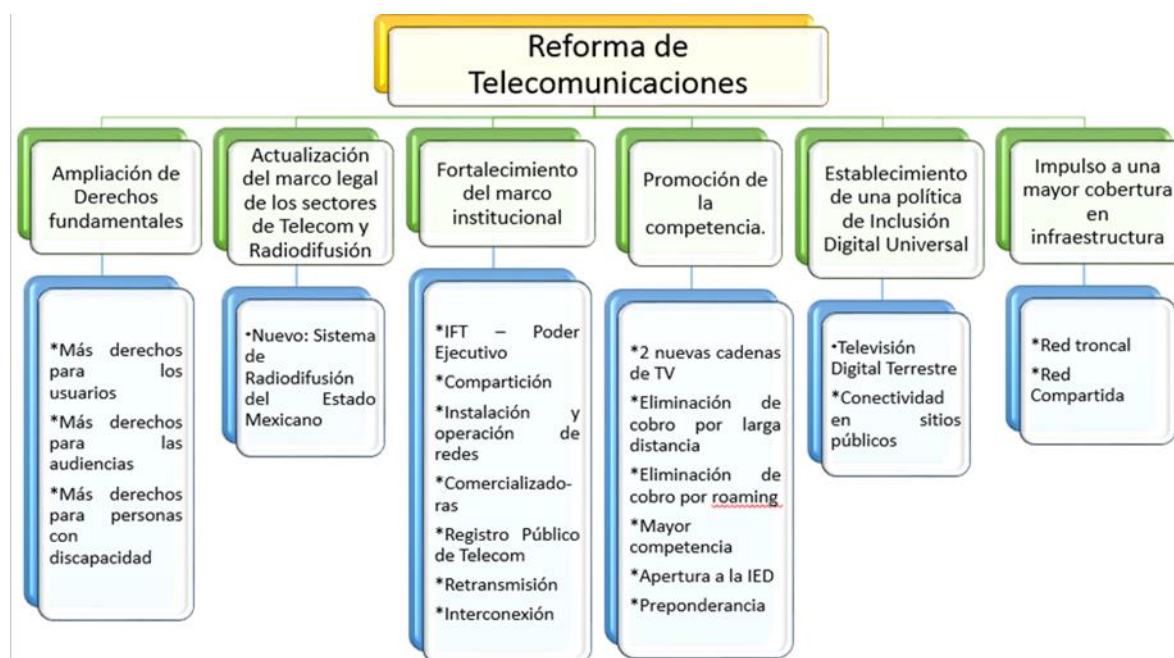 Reforma de
Telecomunicaciones
Ampliación de
Derechos
fundamentales
Actualización
del marco legal
de los sectores
de Telecom y
Radiodifusión
Fortalecimiento
del marco
institucional
Promoción de
la
competencia.
Establecimiento
de una política
de Inclusión
Digital Universal
Impulso a una
mayor cobertura
en
infraestructura
*Más derechos
para los
usuarios
*Más derechos
para las
audiencias
*Más derechos
para personas
con
discapacidad
•Nuevo: Sistema
de
Radiodifusión
del Estado
Mexicano
*IFT – Poder
Ejecutivo
*Compartición
*Instalación y
operación de
redes
*Comercializado-
ras
*Registro Público
de Telecom
*Retransmisión
*Interconexión
*2 nuevas cadenas
de TV
*Eliminación de
cobro por larga
distancia
*Eliminación de
cobro por roaming
*Mayor
competencia
*Apertura a la IED
*Preponderancia
•Televisión
Digital Terrestre
*Conectividad
en sitios
públicos
*Red troncal
*Red
Compartida